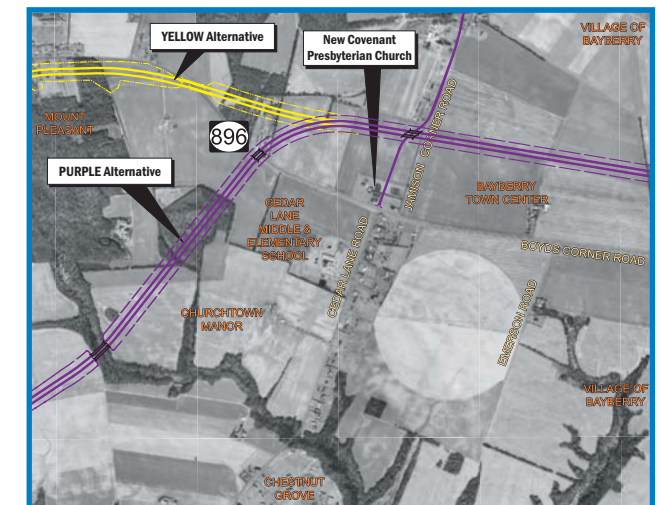 VILLAGE OF
BAYBERRY
YELLOW Alternative
New Covenant
Presbyterian Church
MOUNT
PLEASANT
896
PURPLE Alternative
JAMISON CORNER ROAD
BAYBERRY
TOWN CENTER
CEDAR
LANE
MIDDLE &
ELEMENTARY
SCHOOL
BOYDS CORNER ROAD
CEDAR LANE ROAD
EMERSON ROAD
CHURCHTOWN
MANOR
VILLAGE OF
BAYBERRY
CHESTNUT
GROVE